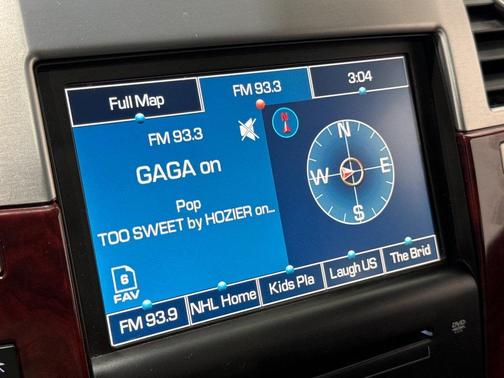 Full Map
FM 93.3
3:04
FM 93.3
GAGA on
Pop
TOO SWEET by HOZIER on...
N
W
E
S
6
FAV
FM 93.9
NHL Home
Kids Pla
Laugh US
The Brid
DVD